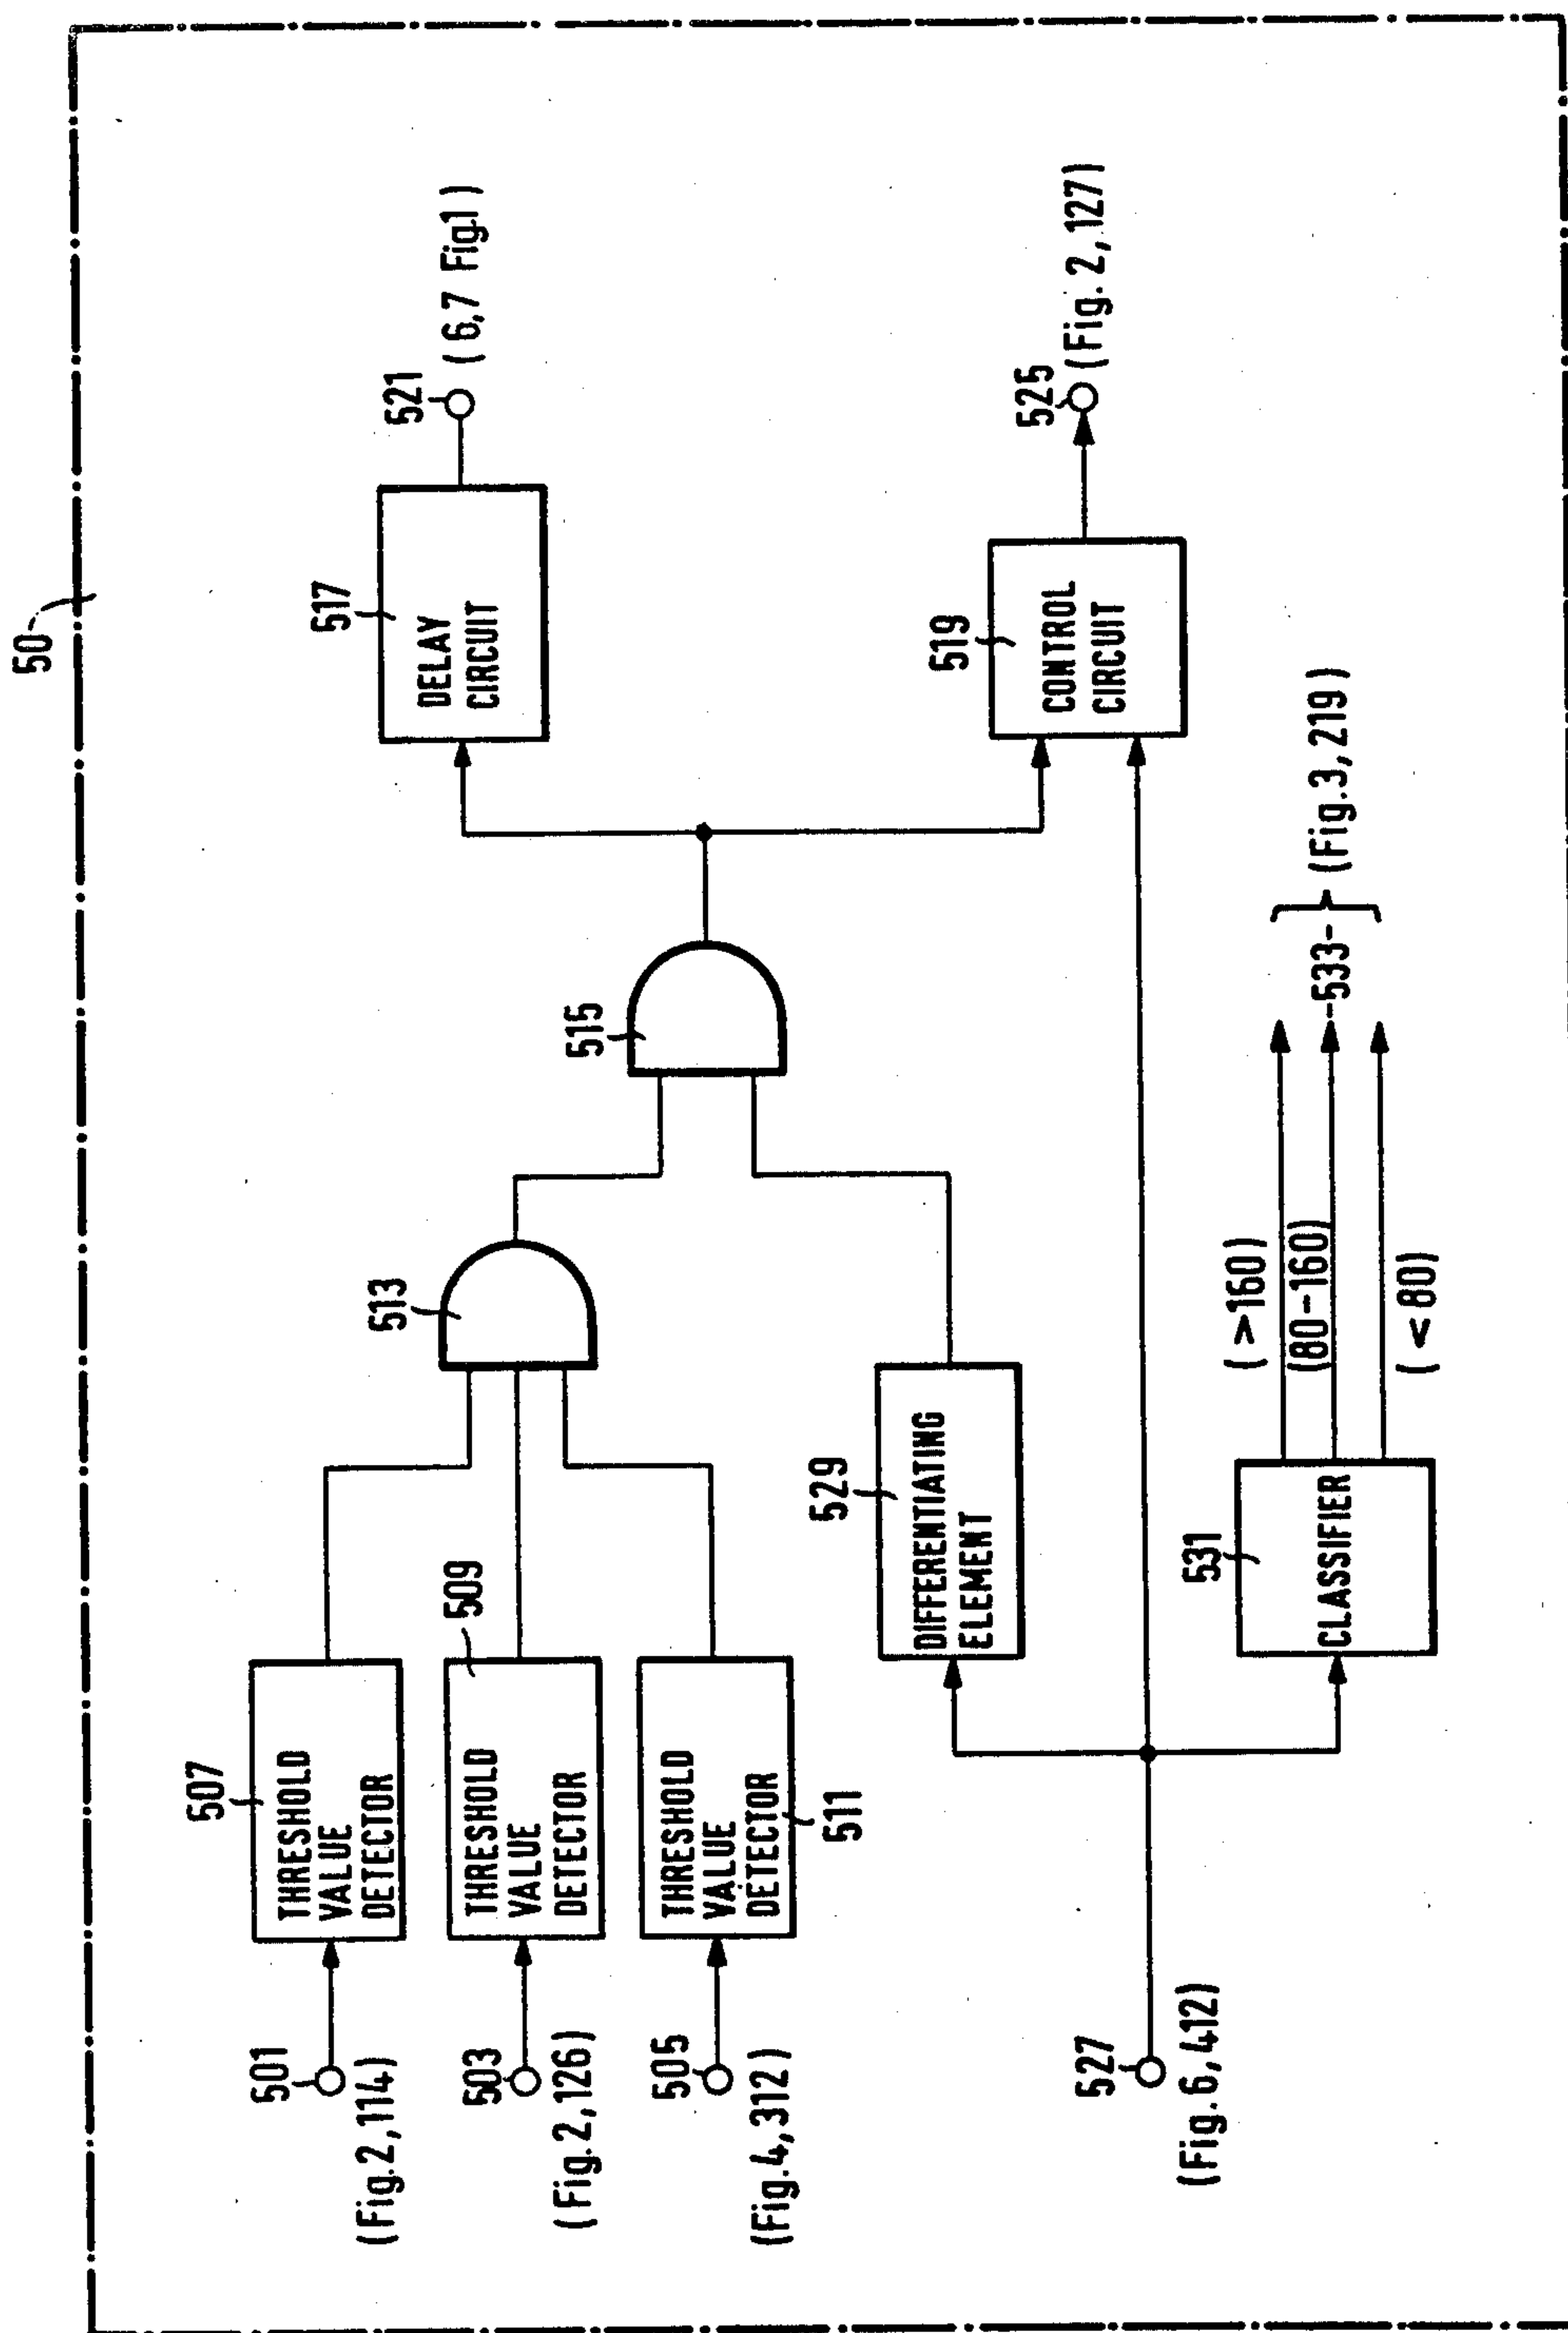 50
501
(Fig.2,114)
507
THRESHOLD
VALUE
DETECTOR
503
(Fig.2,126)
509
THRESHOLD
VALUE
DETECTOR
505
(Fig.4,312)
THRESHOLD
VALUE
DETECTOR
511
513
515
517
DELAY
CIRCUIT
521
(6,7 Fig1)
519
CONTROL
CIRCUIT
525
(Fig. 2,127)
527
(Fig.6,412)
529
DIFFERENTIATING
ELEMENT
531
CLASSIFIER
(>160)
(80-160)
(<80)
533
(Fig.3,219)